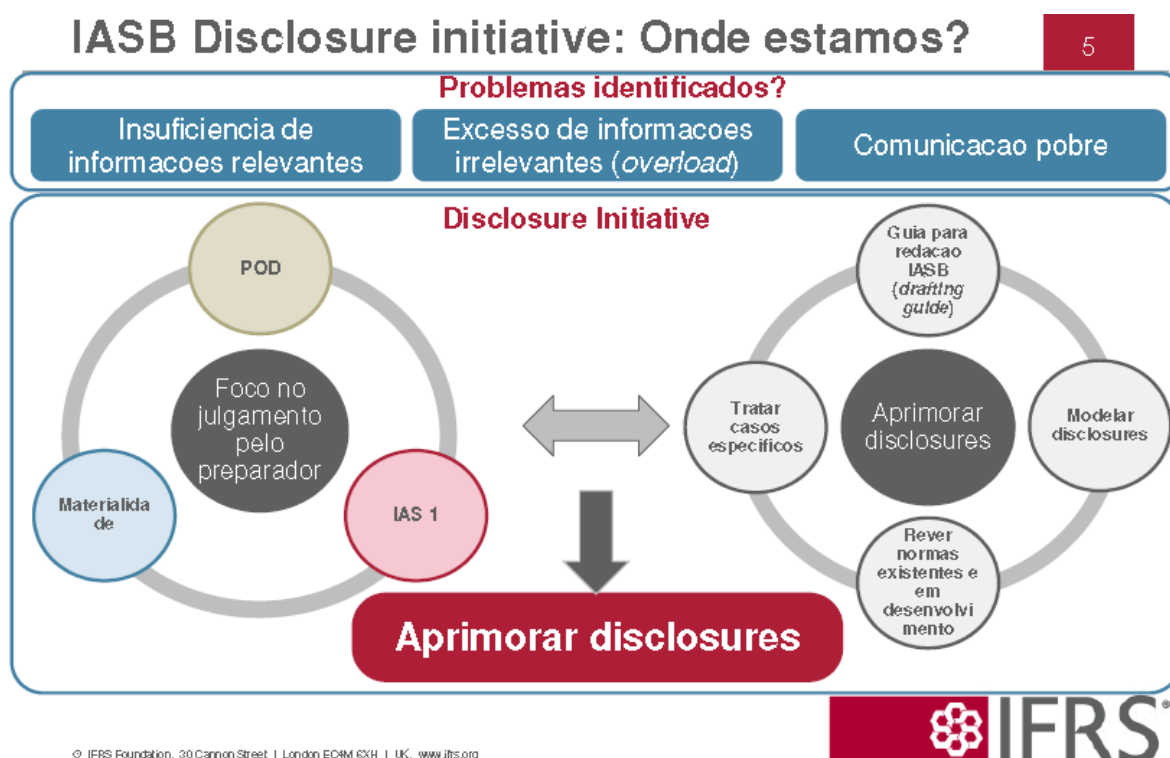 IASB Disclosure initiative: Onde estamos?
5
Problemas identificados?
Insuficiencia de
informacoes relevantes
Excesso de informacoes
irrelevantes (overload)
Comunicacao pobre
Disclosure Initiative
POD
Foco no
julgamento
pelo
preparador
Materialida
de
IAS 1
Guia para
redacao
IASB
(drafting
guide)
Tratar
casos
especificos
Aprimorar
disclosures
Modelar
disclosures
Rever
normas
existentes e
em
desenvolvi
mento
Aprimorar disclosures
IFRS®
© IFRS Foundation. 30 Cannon Street | London EC4M 6XH | UK. www.ifrs.org